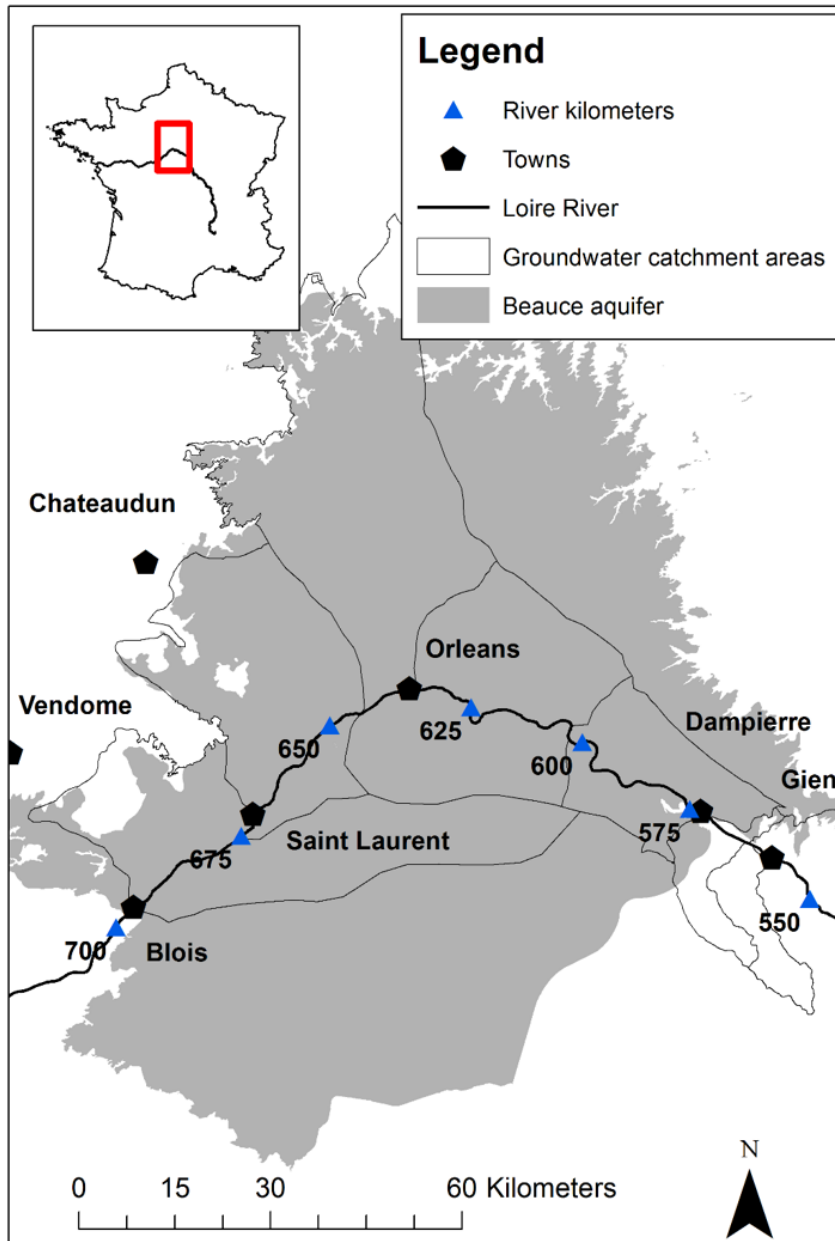 Legend
River kilometers
Towns
Loire River
Groundwater catchment areas
Beauce aquifer
Chateaudun
Orleans
Vendome
Dampierre
650
625
600
Gien
575
Saint Laurent
675
550
700
Blois
N
0 15 30 60 Kilometers